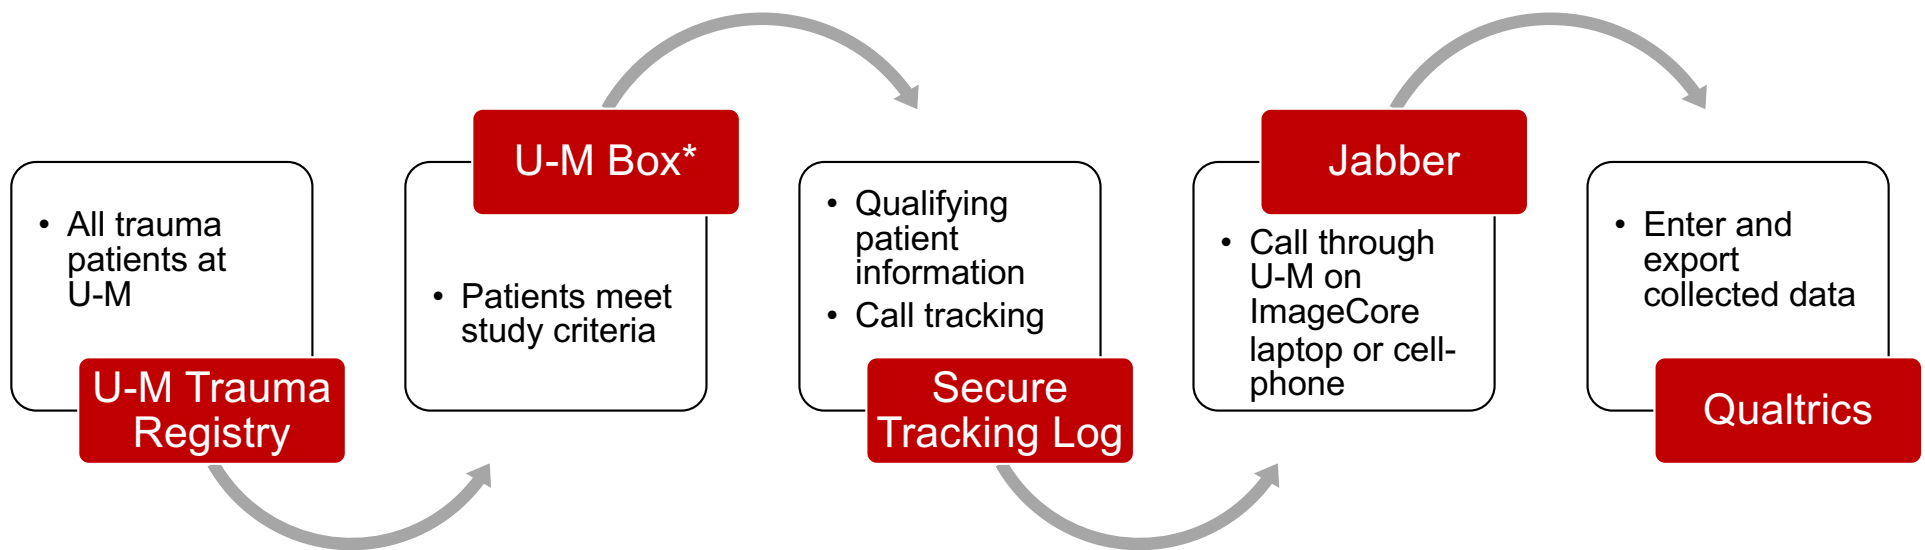 • All trauma
patients at
U-M
U-M Trauma
Registry
U-M Box*
• Patients meet
study criteria
• Qualifying
patient
information
• Call tracking
Secure
Tracking Log
Jabber
• Call through
U-M on
ImageCore
laptop or cell-
phone
• Enter and
export
collected data
Qualtrics